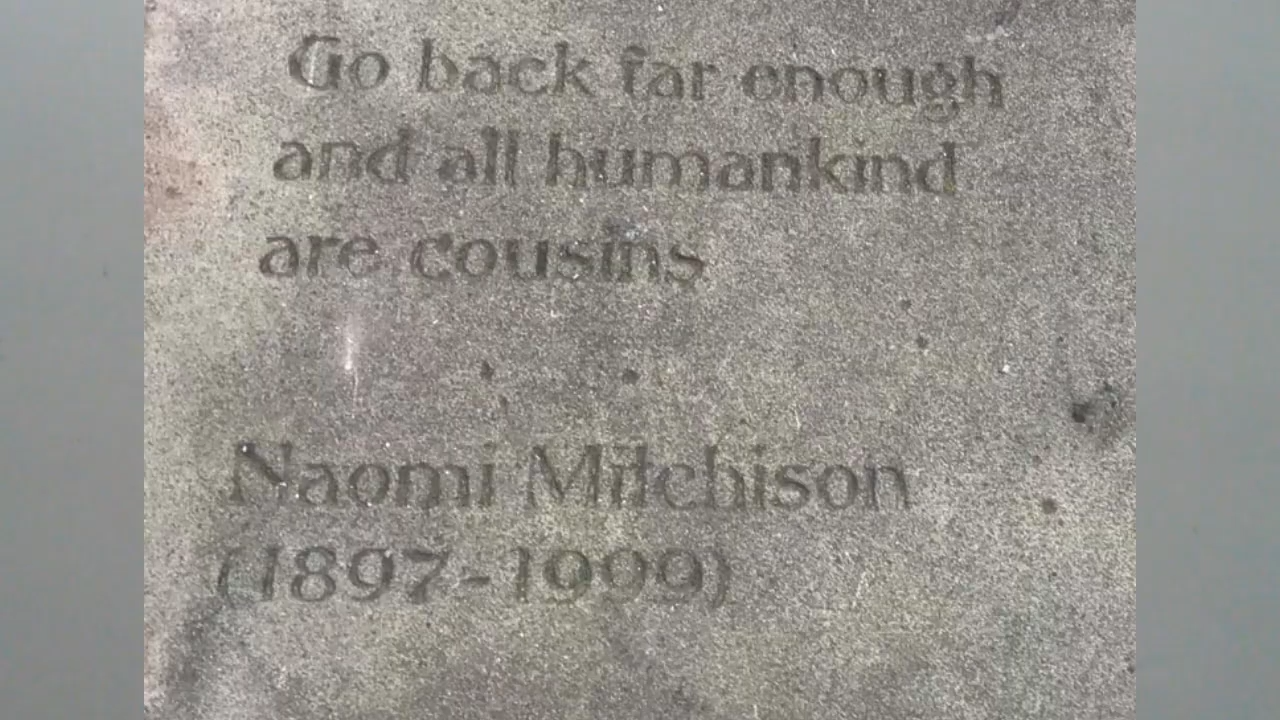 Go back far enough
and all humankind
are cousins
Naomi Mitchison
(1897-1999)